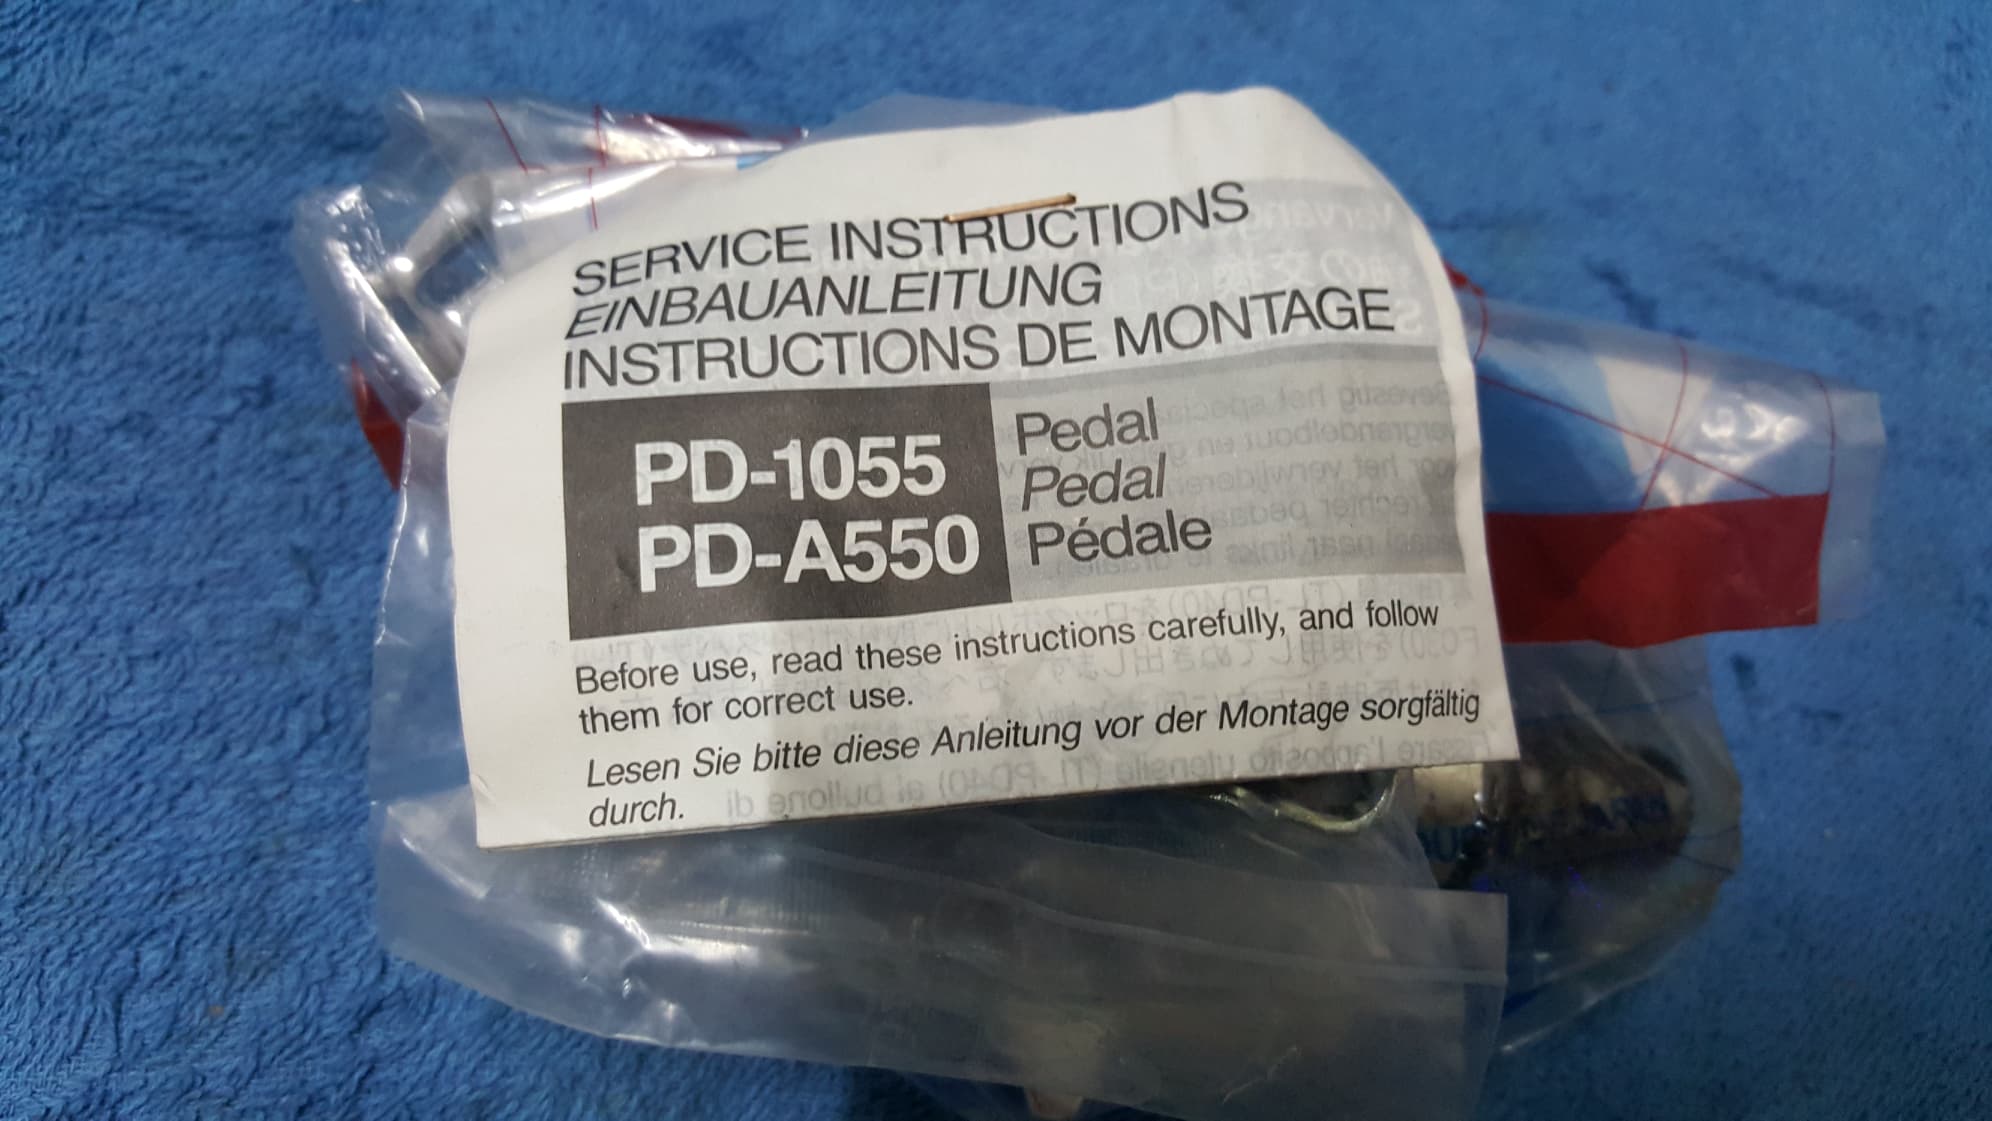 SERVICE INSTRUCTIONS
EINBAUANLEITUNG
INSTRUCTIONS DE MONTAGE
PD-1055
PD-A550
Pedal
Pedal
Pédale
Before use, read these instructions carefully, and follow
them for correct use.
Lesen Sie bitte diese Anleitung vor der Montage sorgfältig
durch.